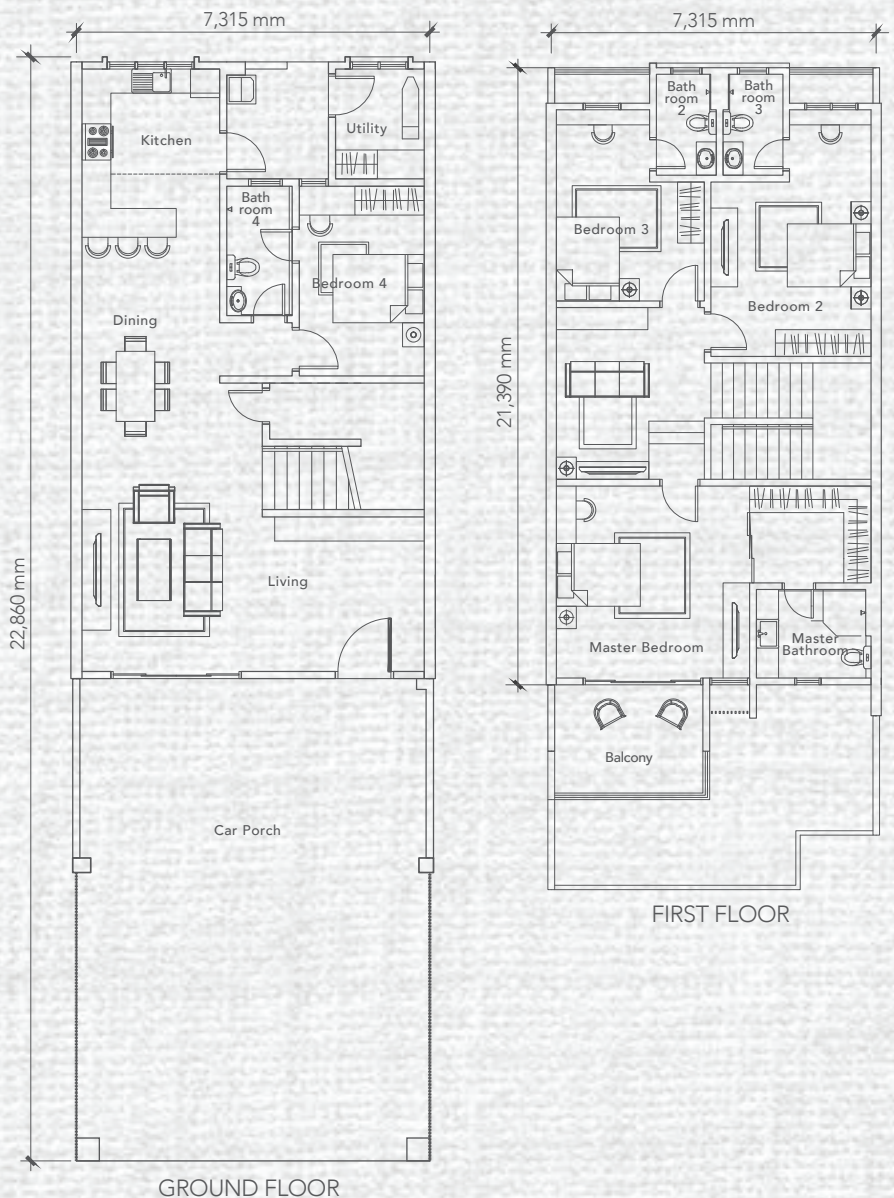 7,315 mm
22,860 mm
Kitchen
Utility
Bath
room
4
Bedroom 4
Dining
Living
Car Porch
GROUND FLOOR
7,315 mm
21,390 mm
Bath
room
2
Bath
room
3
Bedroom 3
Bedroom 2
Master Bedroom
Master
Bathroom
Balcony
FIRST FLOOR